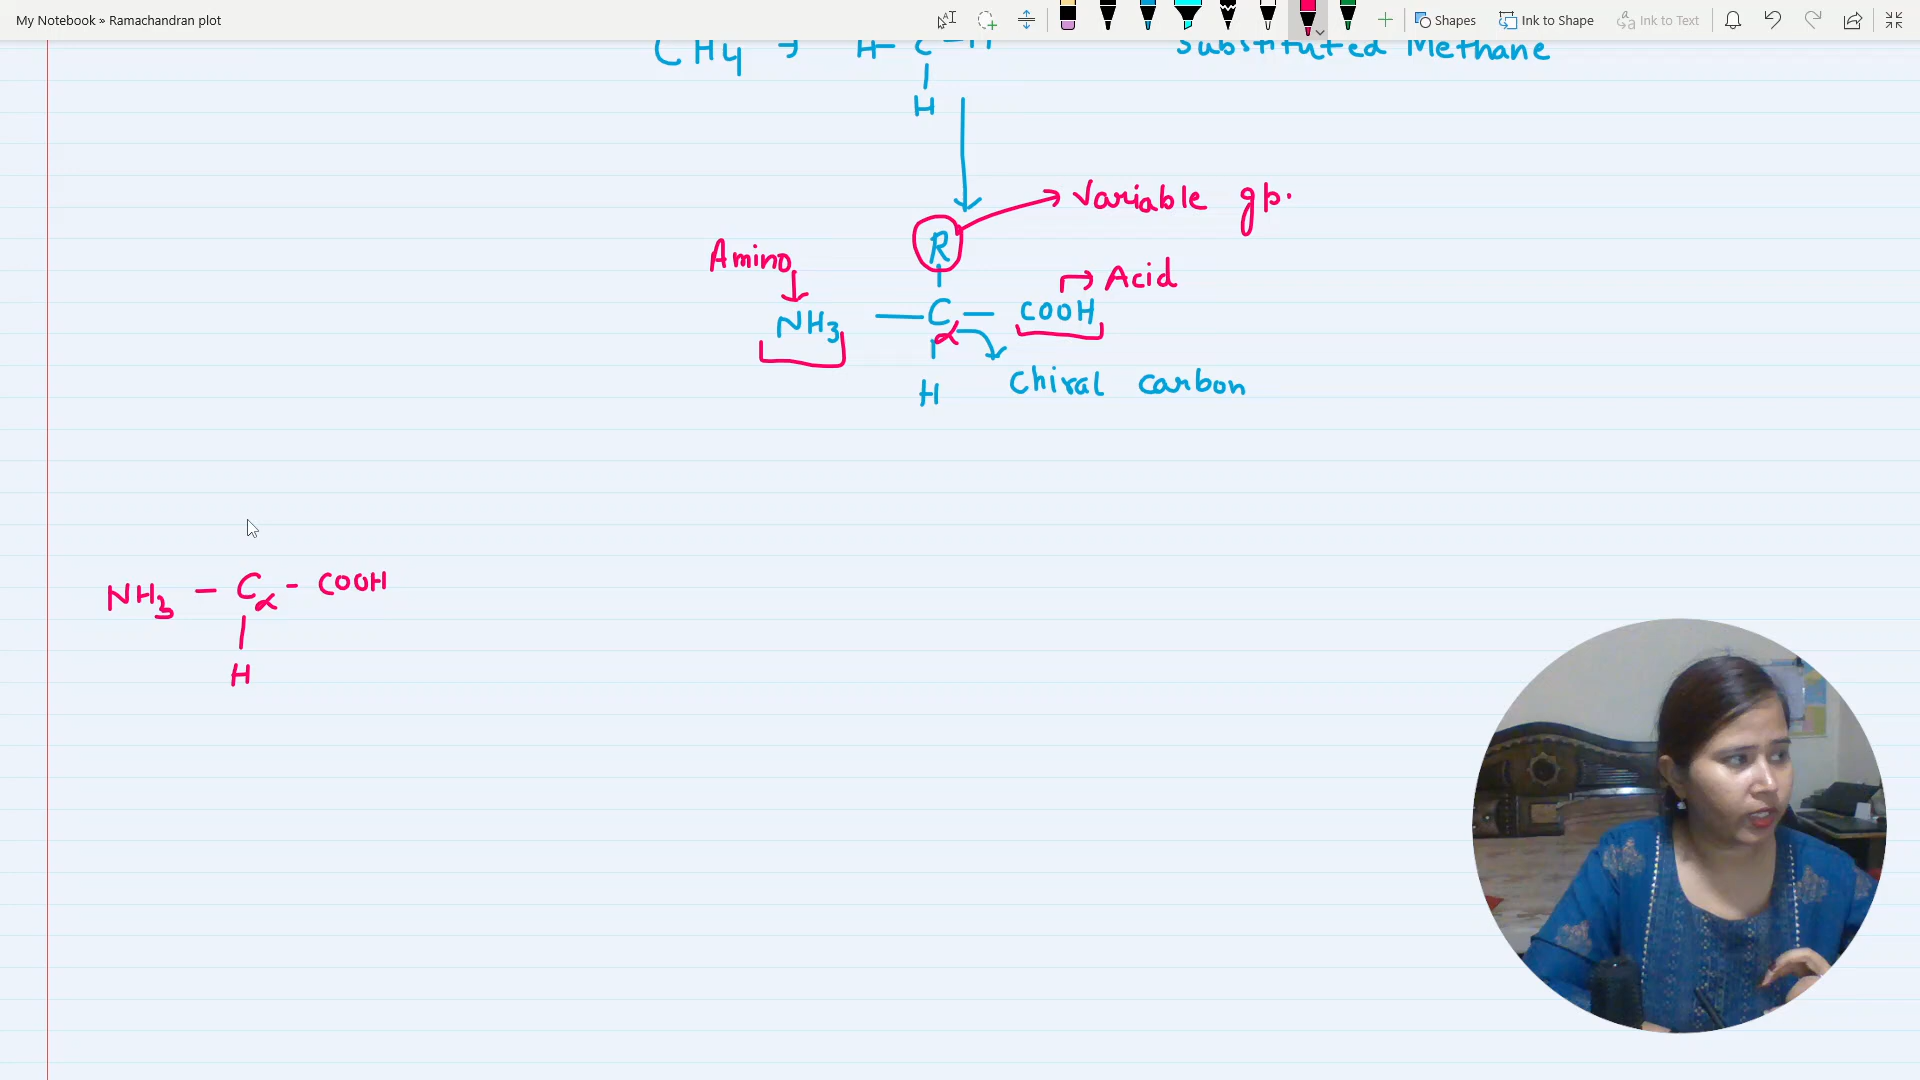 My Notebook » Ramachandran plot
Shapes
Ink to Shape
Ink to Text
CH4 → H– C –H Substituted Methane
H
Variable gp.
R
Amino
Acid
NH3 — C — COOH
α
H
Chiral carbon
NH3 – Cα - COOH
H